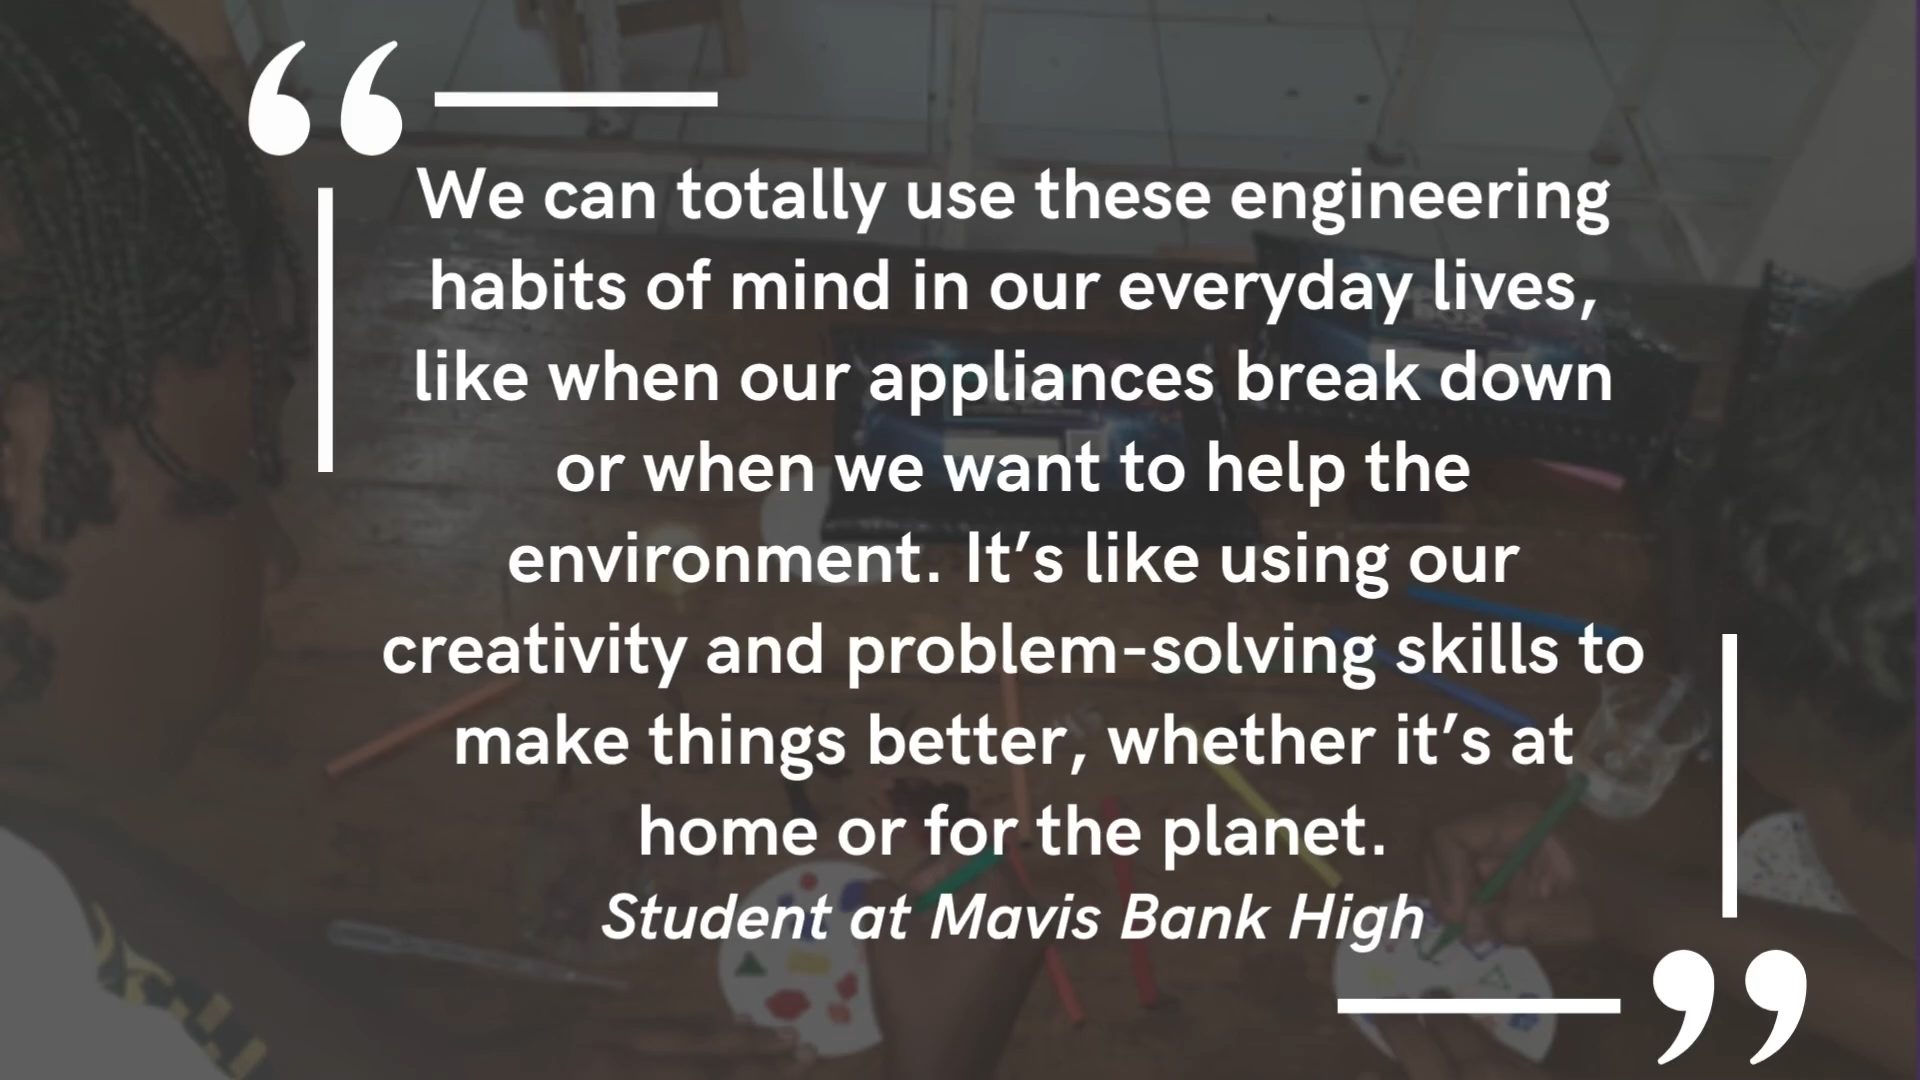 “
We can totally use these engineering
habits of mind in our everyday lives,
like when our appliances break down
or when we want to help the
environment. It’s like using our
creativity and problem-solving skills to
make things better, whether it’s at
home or for the planet.
Student at Mavis Bank High
”